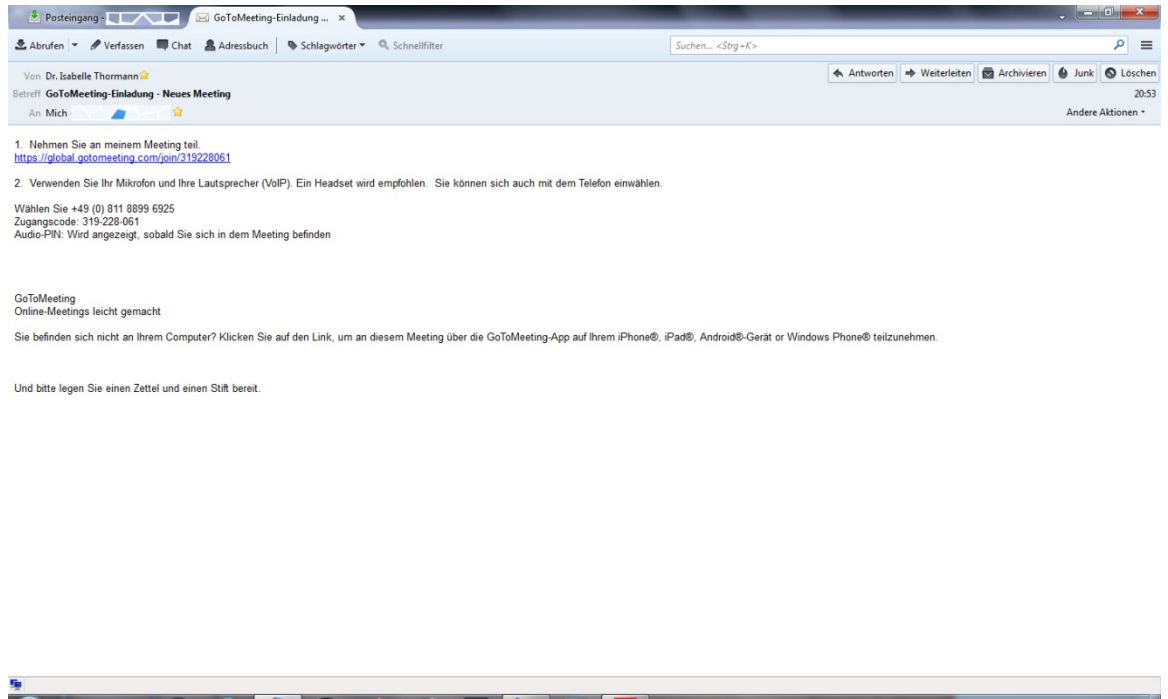 Posteingang -
GoToMeeting-Einladung ...
Abrufen Verfassen Chat Adressbuch Schlagwörter Schnellfilter Suchen... <Strg+K>
Von Dr. Isabelle Thormann Antworten Weiterleiten Archivieren Junk Löschen
Betreff GoToMeeting-Einladung - Neues Meeting 20:53
An Mich Andere Aktionen
1. Nehmen Sie an meinem Meeting teil.
https://global.gotomeeting.com/join/319228061
2. Verwenden Sie Ihr Mikrofon und Ihre Lautsprecher (VoIP). Ein Headset wird empfohlen. Sie können sich auch mit dem Telefon einwählen.
Wählen Sie +49 (0) 811 8899 6925
Zugangscode: 319-228-061
Audio-PIN: Wird angezeigt, sobald Sie sich in dem Meeting befinden
GoToMeeting
Online-Meetings leicht gemacht
Sie befinden sich nicht an Ihrem Computer? Klicken Sie auf den Link, um an diesem Meeting über die GoToMeeting-App auf Ihrem iPhone®, iPad®, Android®-Gerät or Windows Phone® teilzunehmen.
Und bitte legen Sie einen Zettel und einen Stift bereit.